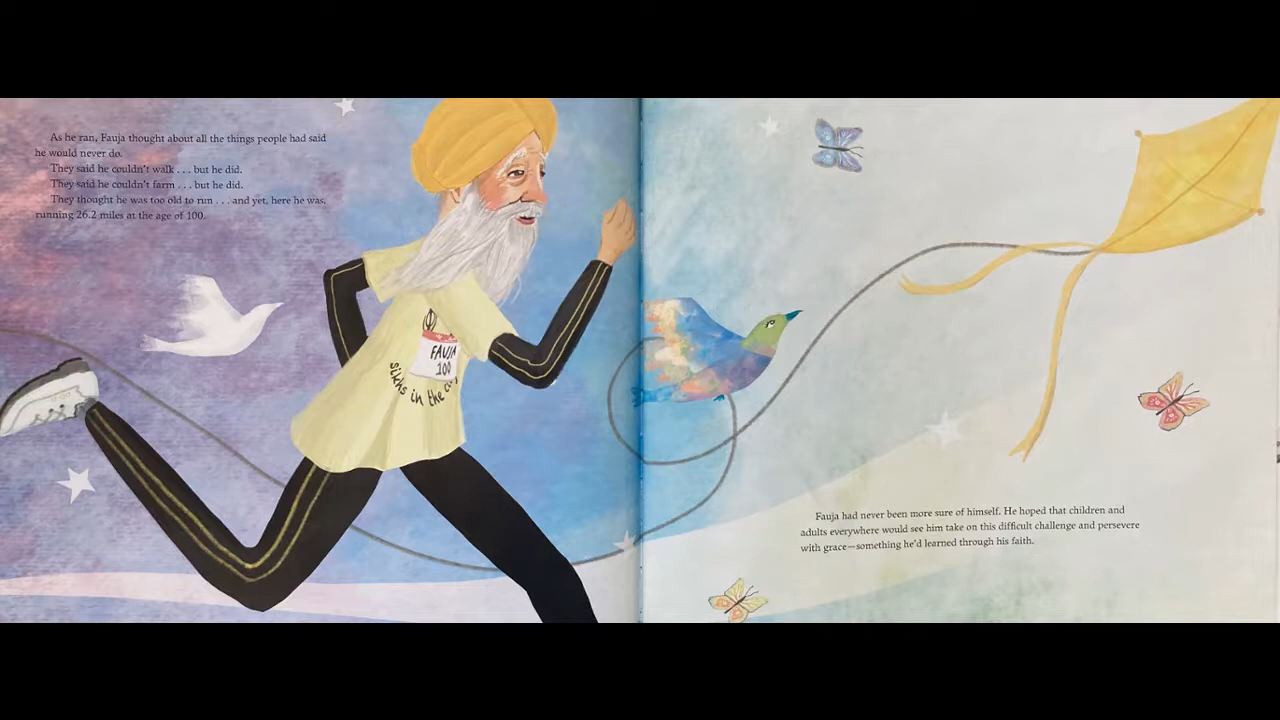 As he ran, Fauja thought about all the things people had said
he would never do.
They said he couldn't walk . . . but he did.
They said he couldn't farm . . . but he did.
They thought he was too old to run . . . and yet, here he was,
running 26.2 miles at the age of 100.
FAUJA
100
sikhs in the
Fauja had never been more sure of himself. He hoped that children and
adults everywhere would see him take on this difficult challenge and persevere
with grace—something he'd learned through his faith.